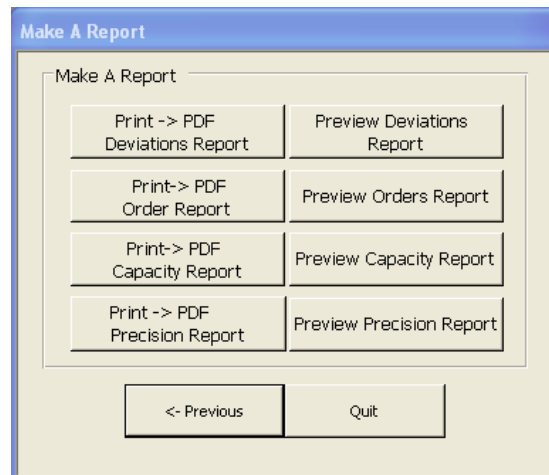 Make A Report
Make A Report
Print -> PDF
Deviations Report
Preview Deviations
Report
Print-> PDF
Order Report
Preview Orders Report
Print-> PDF
Capacity Report
Preview Capacity Report
Print -> PDF
Precision Report
Preview Precision Report
<- Previous
Quit